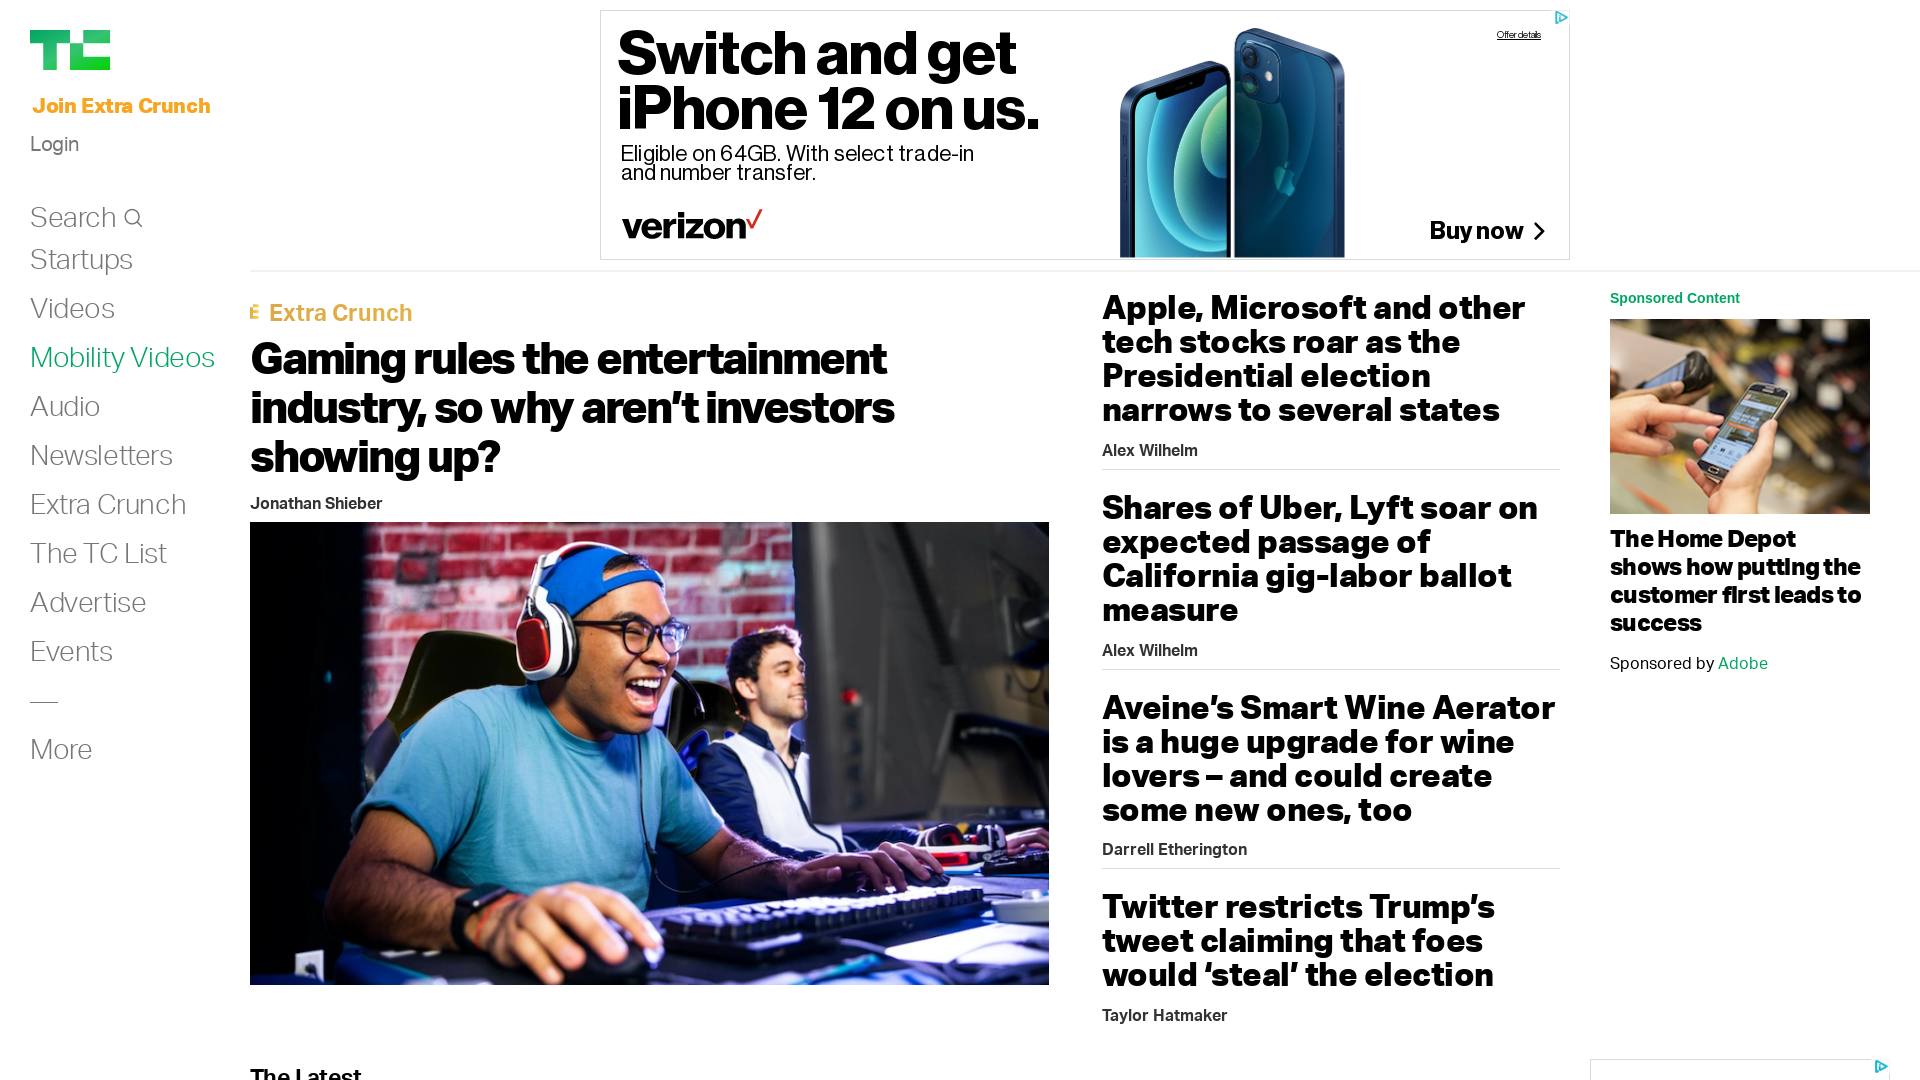 TC
Join Extra Crunch
Login
Search
Startups
Videos
Mobility Videos
Audio
Newsletters
Extra Crunch
The TC List
Advertise
Events
More
Switch and get
iPhone 12 on us.
Eligible on 64GB. With select trade-in
and number transfer.
verizon
Offer details
Buy now
Extra Crunch
Gaming rules the entertainment
industry, so why aren’t investors
showing up?
Jonathan Shieber
Apple, Microsoft and other
tech stocks roar as the
Presidential election
narrows to several states
Alex Wilhelm
Shares of Uber, Lyft soar on
expected passage of
California gig-labor ballot
measure
Alex Wilhelm
Aveine’s Smart Wine Aerator
is a huge upgrade for wine
lovers – and could create
some new ones, too
Darrell Etherington
Twitter restricts Trump’s
tweet claiming that foes
would ‘steal’ the election
Taylor Hatmaker
Sponsored Content
The Home Depot
shows how putting the
customer first leads to
success
Sponsored by Adobe
The Latest